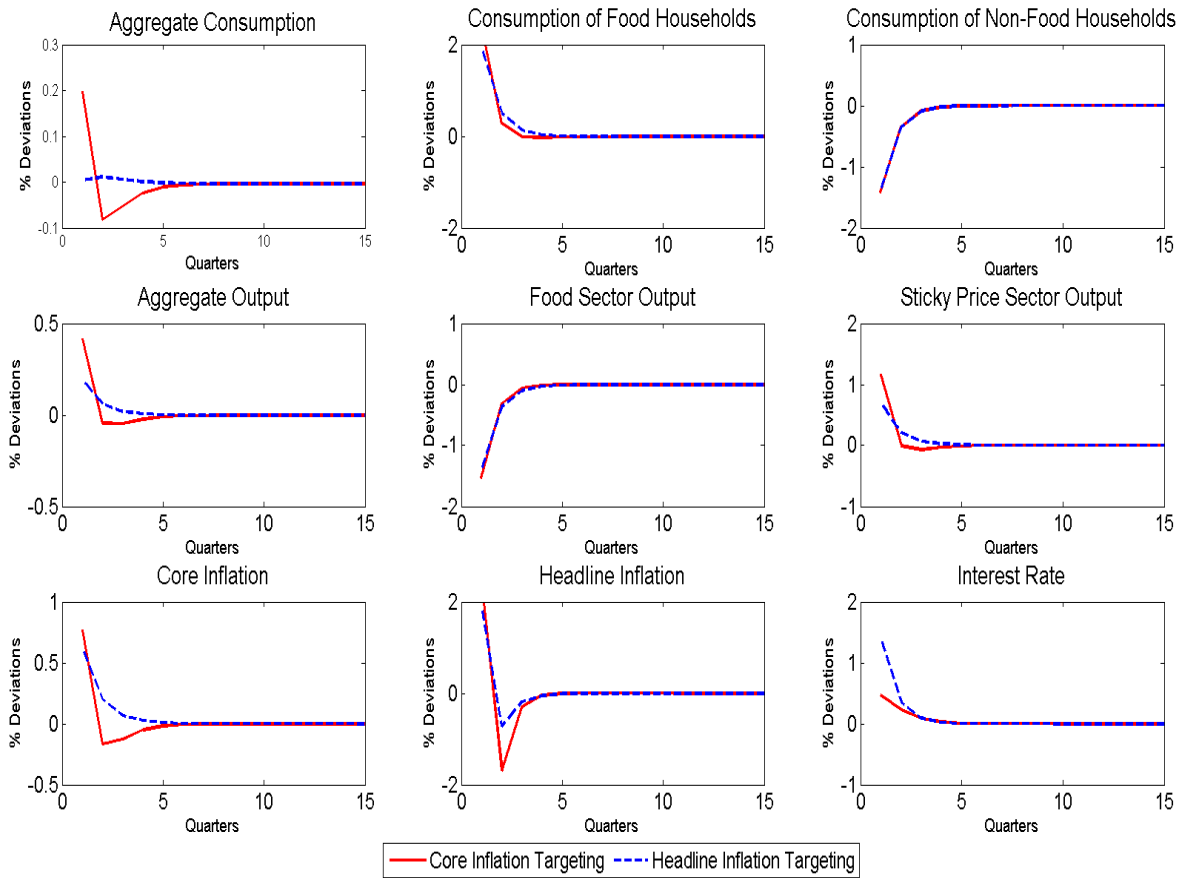 Aggregate Consumption
0.3
0.2
0.1
0
-0.1
% Deviations
0 5 10 15
Quarters
Consumption of Food Households
2
0
-2
% Deviations
0 5 10 15
Quarters
Consumption of Non-Food Households
1
0
-1
-2
% Deviations
0 5 10 15
Quarters
Aggregate Output
0.5
0
-0.5
% Deviations
0 5 10 15
Quarters
Food Sector Output
1
0
-1
-2
% Deviations
0 5 10 15
Quarters
Sticky Price Sector Output
2
1
0
-1
% Deviations
0 5 10 15
Quarters
Core Inflation
1
0.5
0
-0.5
% Deviations
0 5 10 15
Quarters
Headline Inflation
2
0
-2
% Deviations
0 5 10 15
Quarters
Interest Rate
2
1
0
-1
% Deviations
0 5 10 15
Quarters
Core Inflation Targeting Headline Inflation Targeting